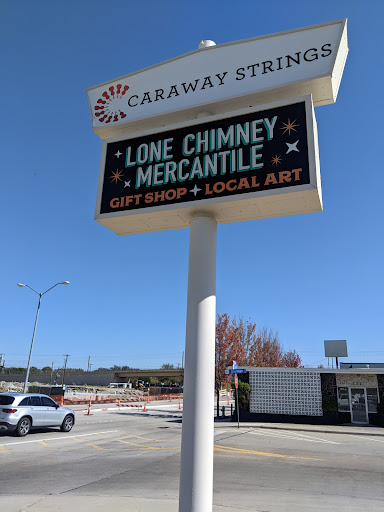 CARAWAY STRINGS
LONE CHIMNEY
MERCANTILE
GIFT SHOP LOCAL ART